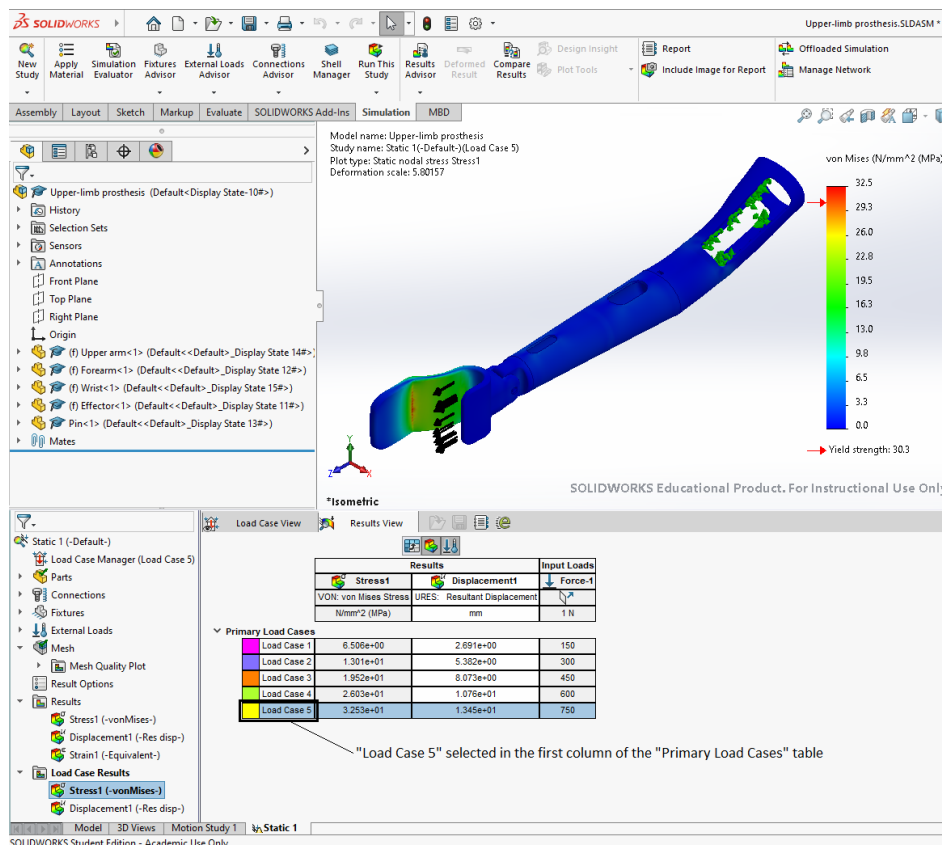 SOLIDWORKS
Upper-limb prosthesis.SLDASM *
New Study
Apply Material
Simulation Evaluator
Fixtures Advisor
External Loads Advisor
Connections Advisor
Shell Manager
Run This Study
Results Advisor
Deformed Result
Compare Results
Design Insight
Plot Tools
Report
Include Image for Report
Offloaded Simulation
Manage Network
Assembly Layout Sketch Markup Evaluate SOLIDWORKS Add-Ins Simulation MBD
Upper-limb prosthesis (Default<Display State-10#>)
History
Selection Sets
Sensors
Annotations
Front Plane
Top Plane
Right Plane
Origin
(f) Upper arm<1> (Default<<Default>_Display State 14#>)
(f) Forearm<1> (Default<<Default>_Display State 12#>)
(f) Wrist<1> (Default<<Default>_Display State 15#>)
(f) Effector<1> (Default<<Default>_Display State 11#>)
(f) Pin<1> (Default<<Default>_Display State 13#>)
Mates
Model name: Upper-limb prosthesis
Study name: Static 1(-Default-)(Load Case 5)
Plot type: Static nodal stress Stress1
Deformation scale: 5.80157
von Mises (N/mm^2 (MPa)
32.5
29.3
26.0
22.8
19.5
16.3
13.0
9.8
6.5
3.3
0.0
Yield strength: 30.3
Y
Z X
SOLIDWORKS Educational Product. For Instructional Use Only
*Isometric
Static 1 (-Default-)
Load Case Manager (Load Case 5)
Parts
Connections
Fixtures
External Loads
Mesh
Mesh Quality Plot
Result Options
Results
Stress1 (-vonMises-)
Displacement1 (-Res disp-)
Strain1 (-Equivalent-)
Load Case Results
Stress1 (-vonMises-)
Displacement1 (-Res disp-)
Load Case View Results View
Results Input Loads
Stress1 Displacement1 Force-1
VON: von Mises Stress URES: Resultant Displacement
N/mm^2 (MPa) mm 1 N
Primary Load Cases
Load Case 1 6.506e+00 2.691e+00 150
Load Case 2 1.301e+01 5.382e+00 300
Load Case 3 1.952e+01 8.073e+00 450
Load Case 4 2.603e+01 1.076e+01 600
Load Case 5 3.253e+01 1.345e+01 750
"Load Case 5" selected in the first column of the "Primary Load Cases" table
Model 3D Views Motion Study 1 Static 1
SOLIDWORKS Student Edition - Academic Use Only